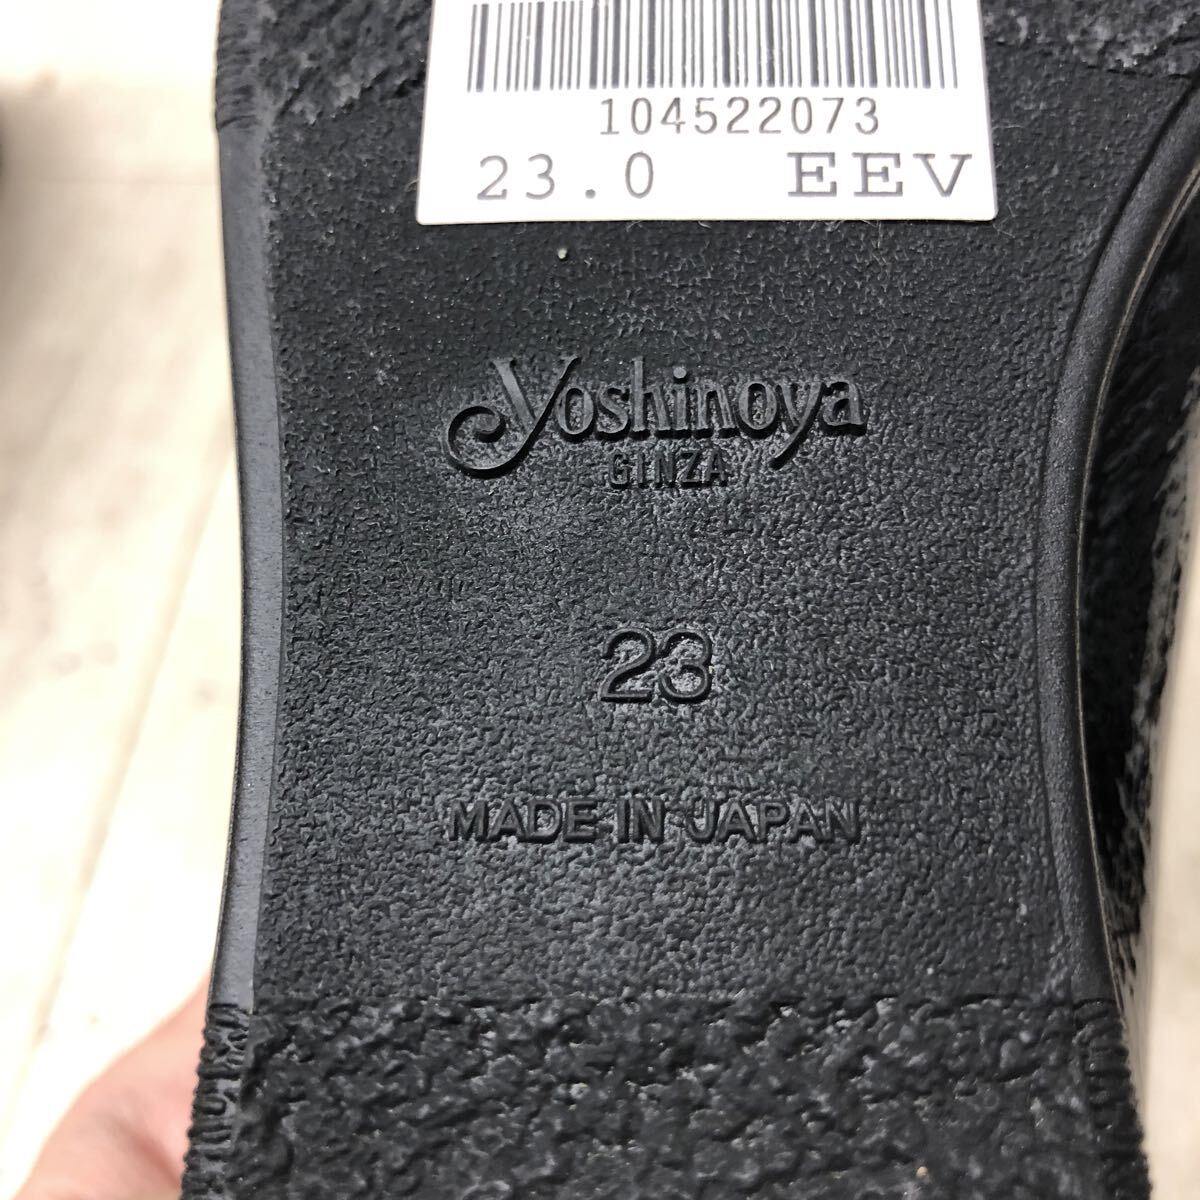 104522073
23.0 EEV
Yoshinoya
GINZA
23
MADE IN JAPAN